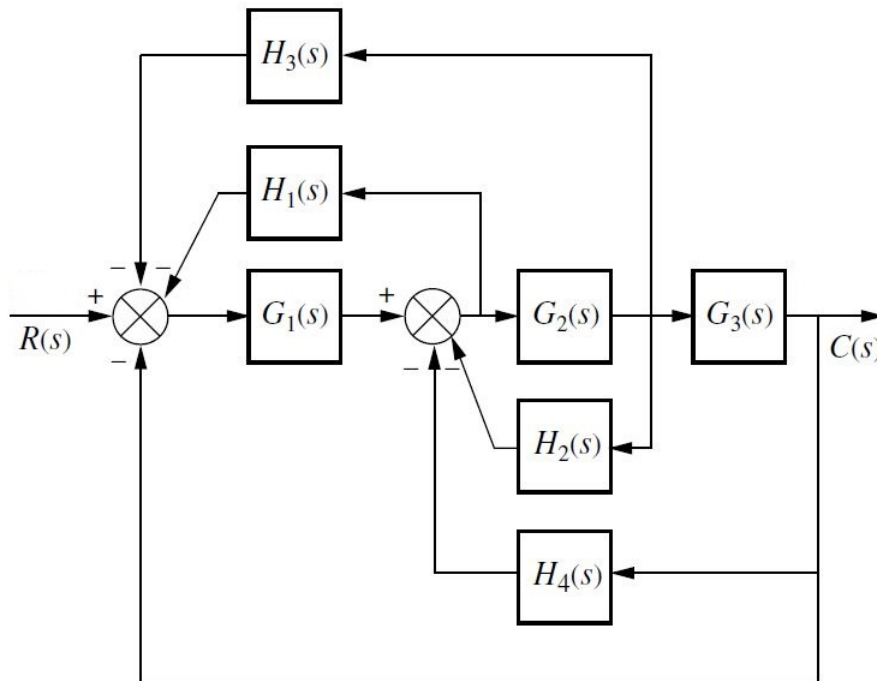 H₃(s)
H₁(s)
− −
+ G₁(s) + G₂(s) G₃(s)
R(s) − − − C(s)
H₂(s)
H₄(s)